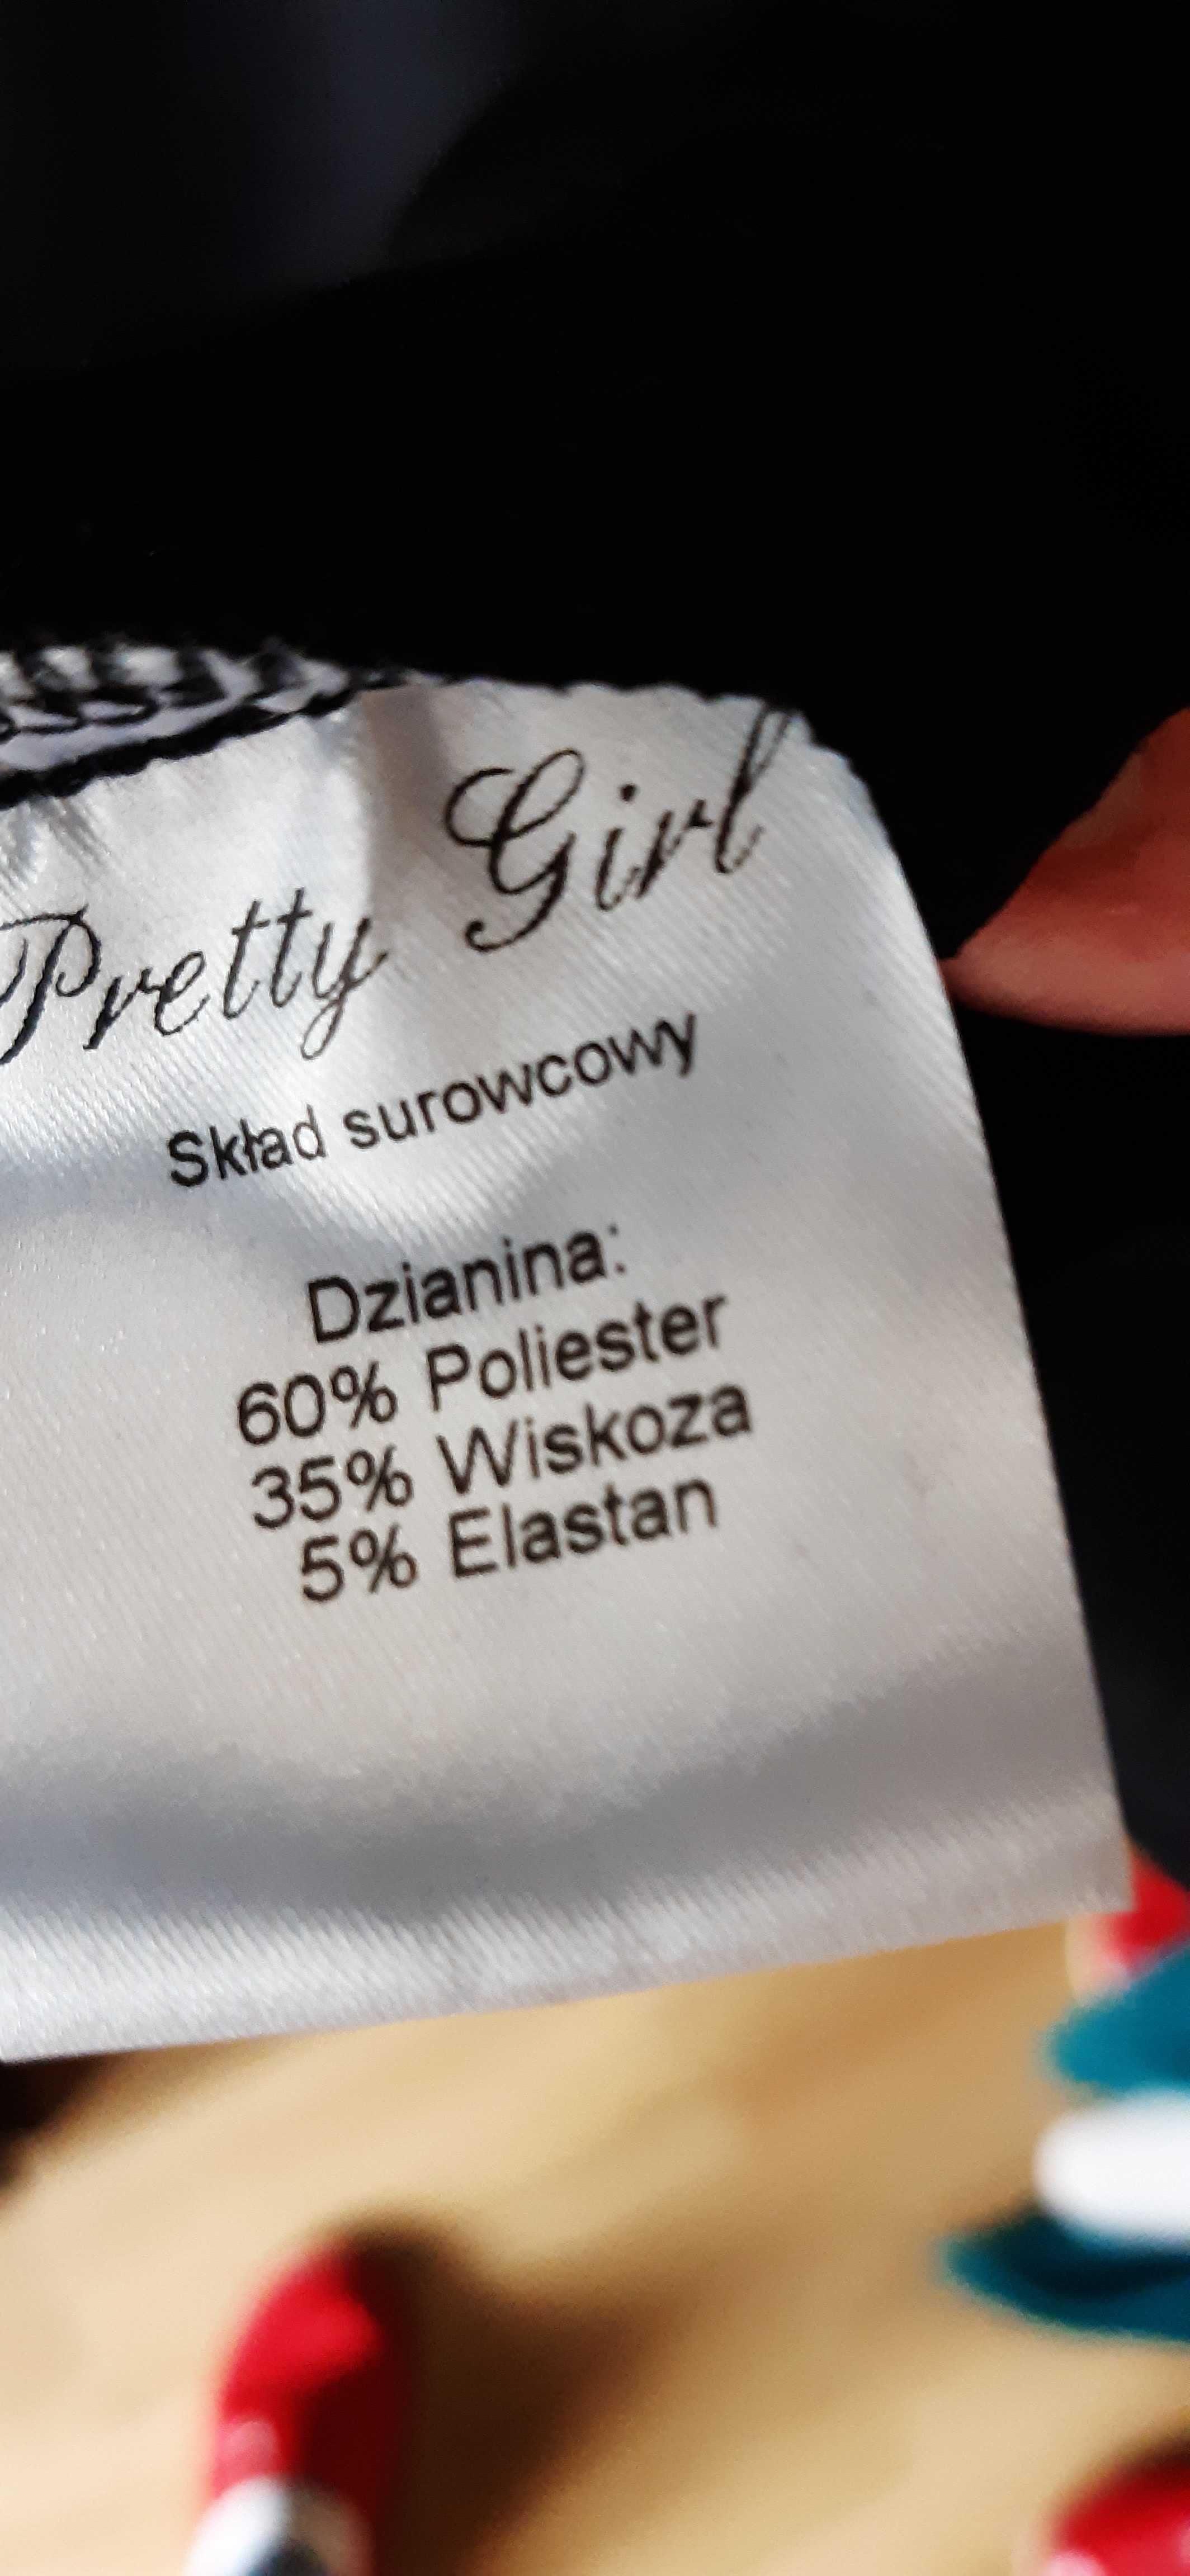 Pretty Girl
Skład surowcowy
Dzianina:
60% Poliester
35% Wiskoza
5% Elastan